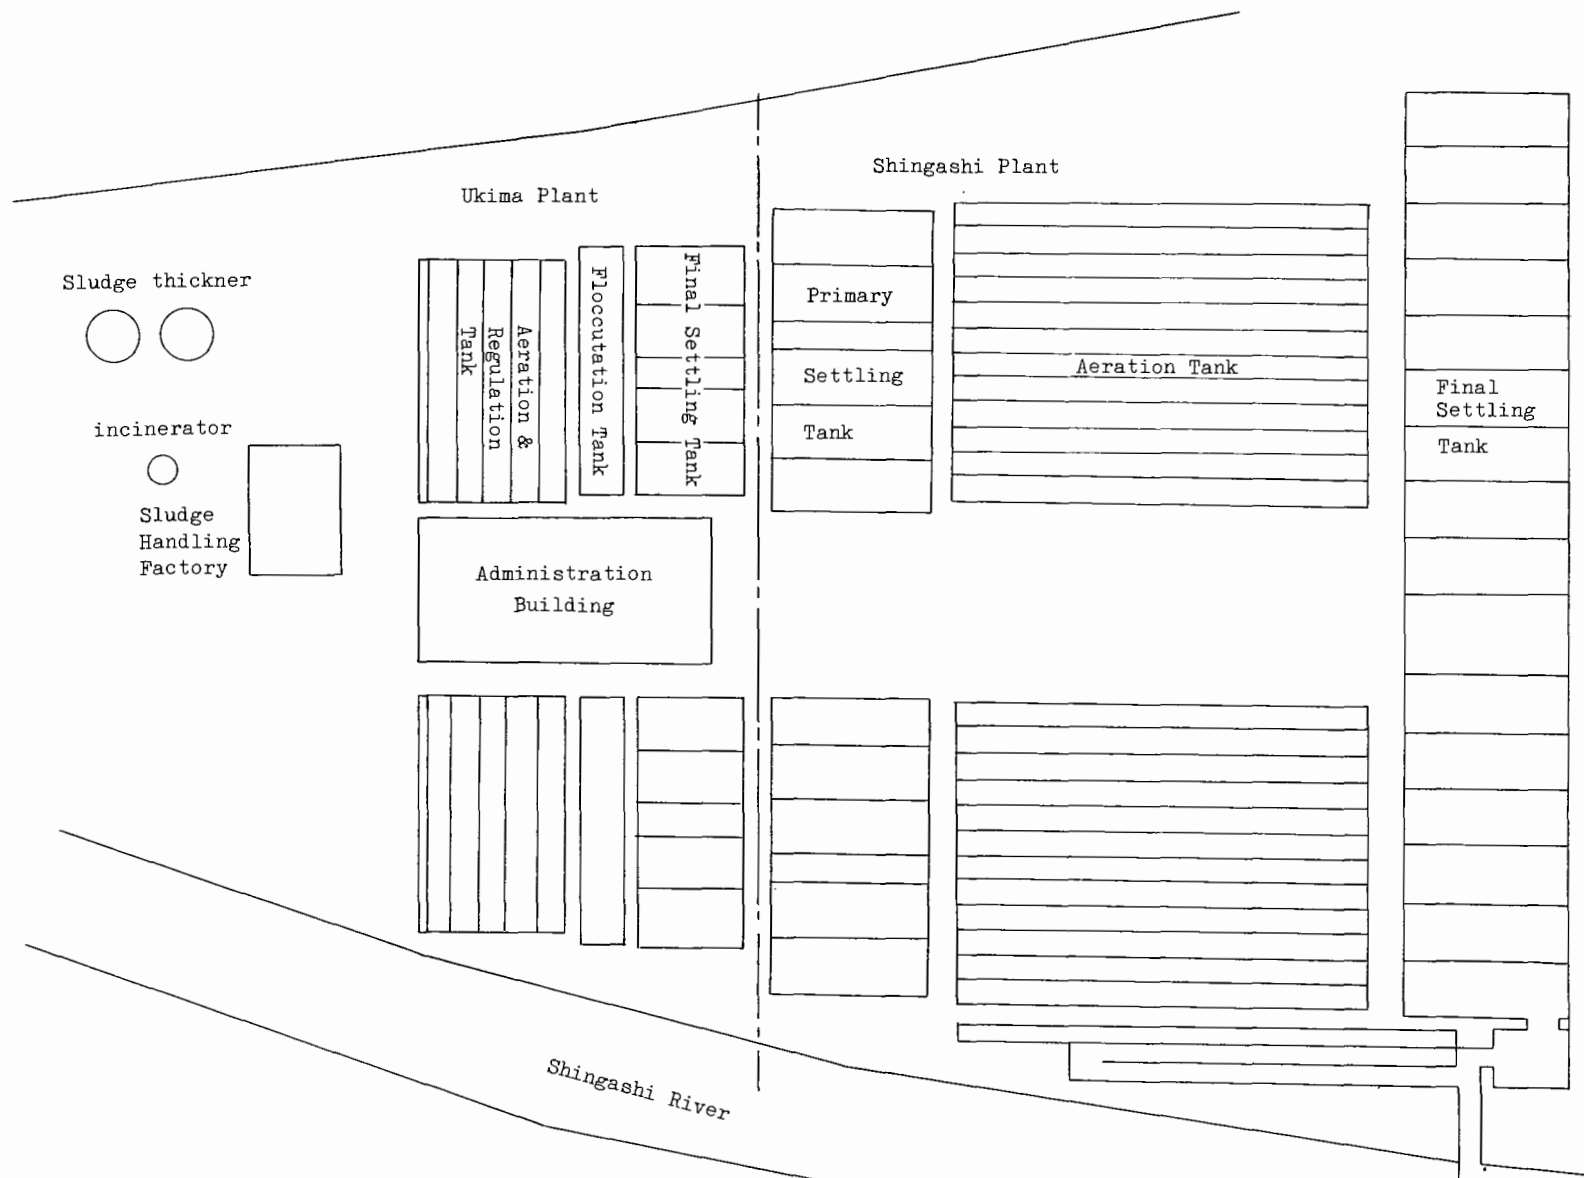 Shingashi Plant
Ukima Plant
Sludge thickner
incinerator
Sludge
Handling
Factory
Aeration &
Regulation
Tank
Floccutation Tank
Final Settling Tank
Administration
Building
Primary
Settling
Tank
Aeration Tank
Final
Settling
Tank
Shingashi River